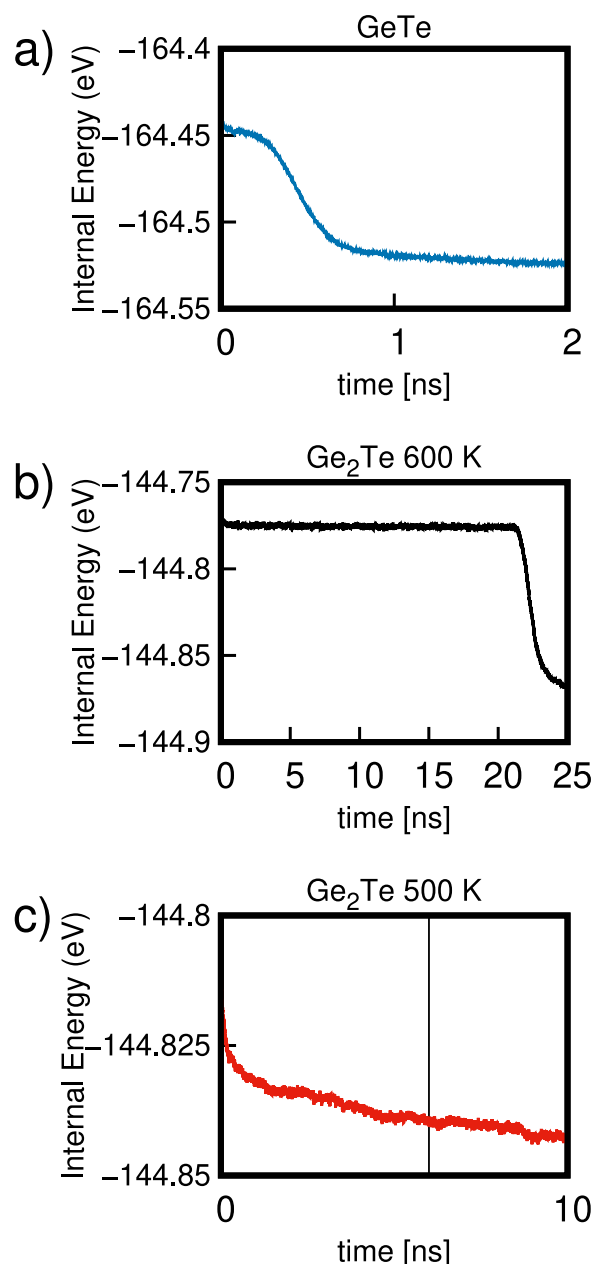 a)
GeTe
Internal Energy (eV)
−164.4
−164.45
−164.5
−164.55
0
1
2
time [ns]
b)
Ge₂Te 600 K
Internal Energy (eV)
−144.75
−144.8
−144.85
−144.9
0
5
10
15
20
25
time [ns]
c)
Ge₂Te 500 K
Internal Energy (eV)
−144.8
−144.825
−144.85
0
10
time [ns]